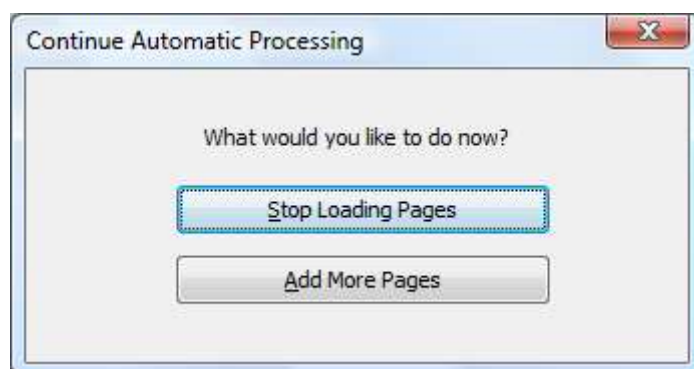 Continue Automatic Processing
What would you like to do now?
Stop Loading Pages
Add More Pages